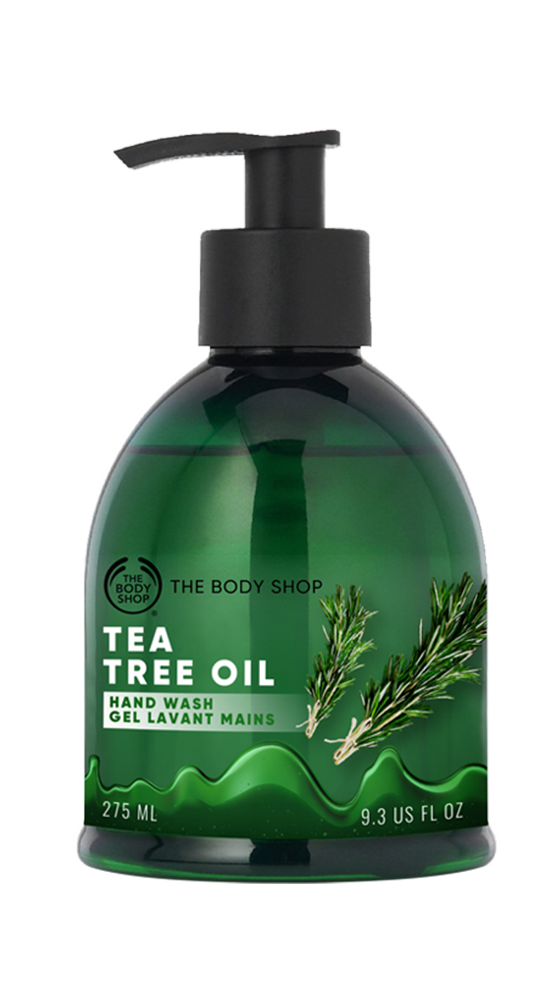 THE
BODY
SHOP
®
THE BODY SHOP
TEA
TREE OIL
HAND WASH
GEL LAVANT MAINS
275 ML
9.3 US FL OZ